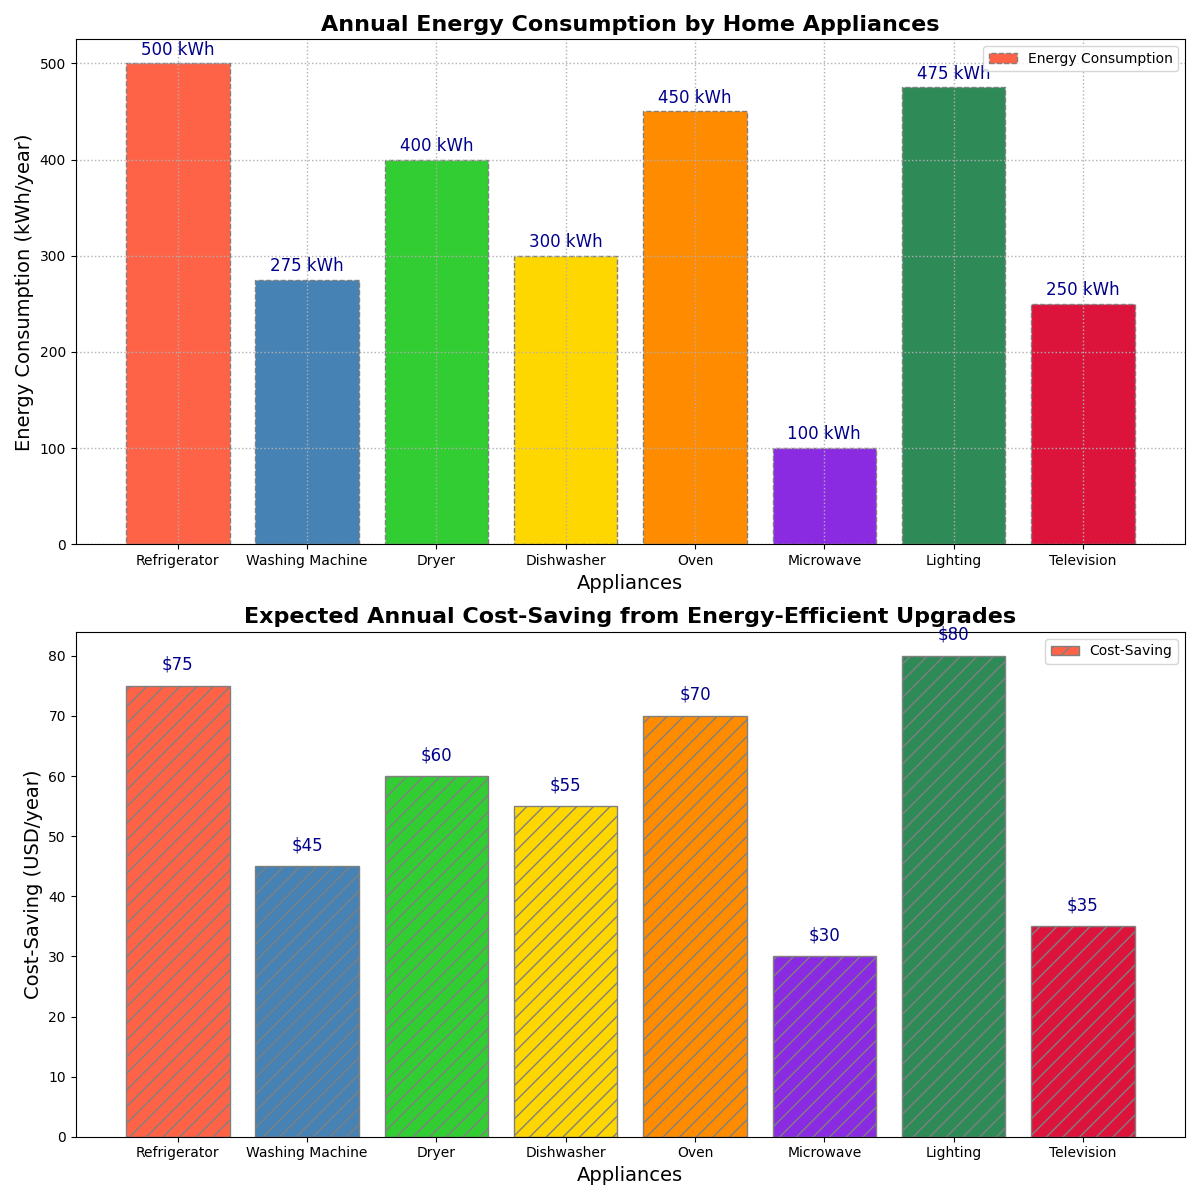 Annual Energy Consumption by Home Appliances
Energy Consumption (kWh/year)
500
400
300
200
100
0
500 kWh
275 kWh
400 kWh
300 kWh
450 kWh
100 kWh
475 kWh
250 kWh
Energy Consumption
Refrigerator Washing Machine Dryer Dishwasher Oven Microwave Lighting Television
Appliances
Expected Annual Cost-Saving from Energy-Efficient Upgrades
Cost-Saving (USD/year)
80
70
60
50
40
30
20
10
0
$75
$45
$60
$55
$70
$30
$80
$35
Cost-Saving
Refrigerator Washing Machine Dryer Dishwasher Oven Microwave Lighting Television
Appliances